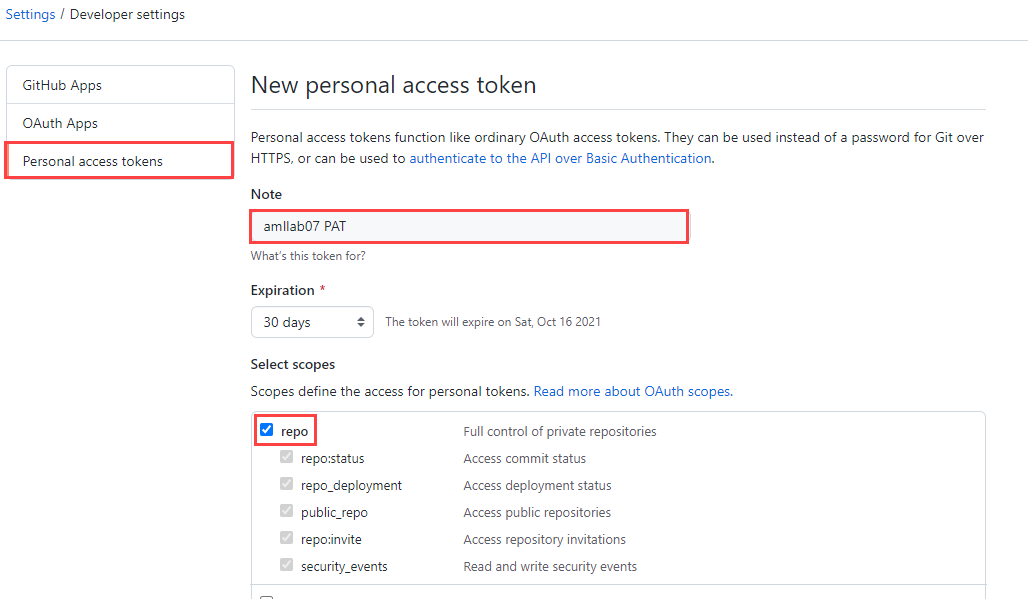 Settings / Developer settings
GitHub Apps
OAuth Apps
Personal access tokens
New personal access token
Personal access tokens function like ordinary OAuth access tokens. They can be used instead of a password for Git over
HTTPS, or can be used to authenticate to the API over Basic Authentication.
Note
amllab07 PAT
What's this token for?
Expiration *
30 days
The token will expire on Sat, Oct 16 2021
Select scopes
Scopes define the access for personal tokens. Read more about OAuth scopes.
repo Full control of private repositories
repo:status Access commit status
repo_deployment Access deployment status
public_repo Access public repositories
repo:invite Access repository invitations
security_events Read and write security events